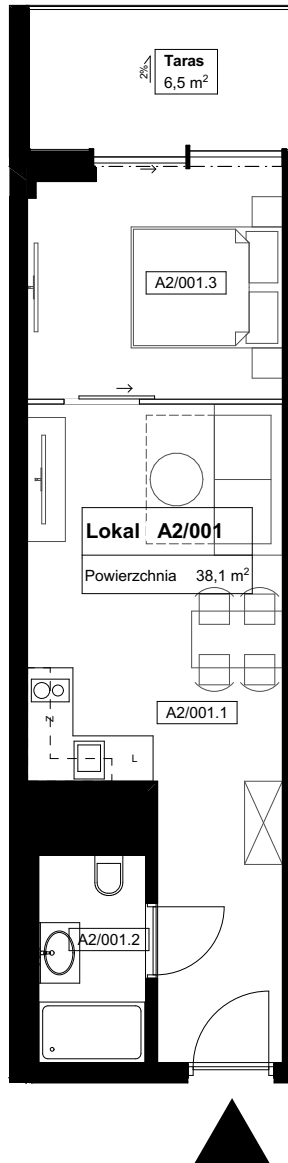 2%
Taras
6,5 m²
A2/001.3
Lokal A2/001
Powierzchnia 38,1 m²
A2/001.1
Z
L
A2/001.2